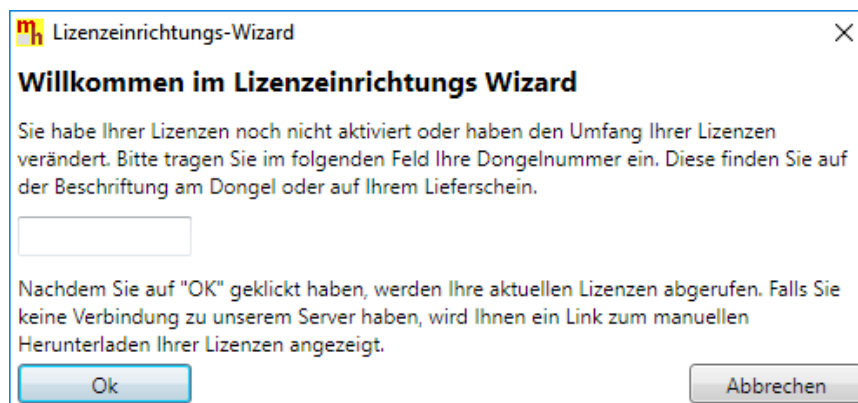 mh Lizenzeinrichtungs-Wizard
Willkommen im Lizenzeinrichtungs Wizard
Sie habe Ihrer Lizenzen noch nicht aktiviert oder haben den Umfang Ihrer Lizenzen
verändert. Bitte tragen Sie im folgenden Feld Ihre Dongelnummer ein. Diese finden Sie auf
der Beschriftung am Dongel oder auf Ihrem Lieferschein.
Nachdem Sie auf "OK" geklickt haben, werden Ihre aktuellen Lizenzen abgerufen. Falls Sie
keine Verbindung zu unserem Server haben, wird Ihnen ein Link zum manuellen
Herunterladen Ihrer Lizenzen angezeigt.
Ok Abbrechen